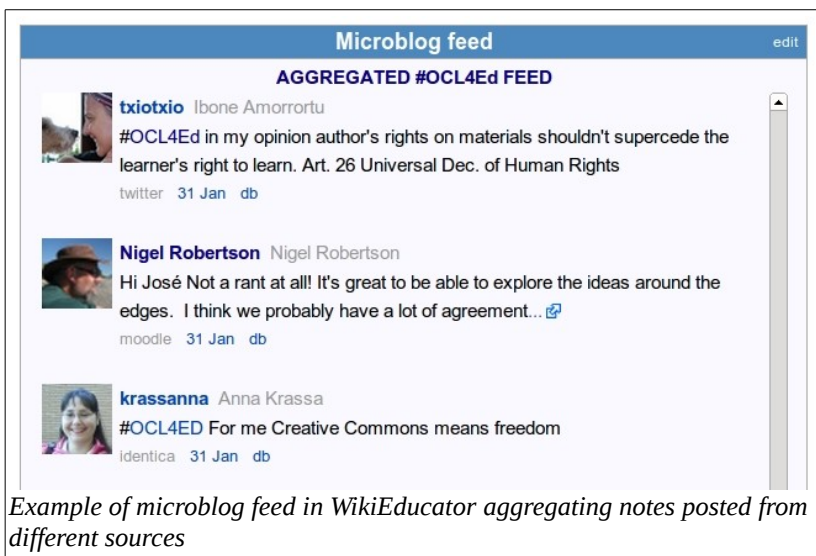 Microblog feed
edit
AGGREGATED #OCL4Ed FEED
txiotxio Ibone Amorrortu
#OCL4Ed in my opinion author's rights on materials shouldn't supercede the
learner's right to learn. Art. 26 Universal Dec. of Human Rights
twitter 31 Jan db
Nigel Robertson Nigel Robertson
Hi José Not a rant at all! It's great to be able to explore the ideas around the
edges. I think we probably have a lot of agreement...
moodle 31 Jan db
krassanna Anna Krassa
#OCL4ED For me Creative Commons means freedom
identica 31 Jan db
Example of microblog feed in WikiEducator aggregating notes posted from
different sources